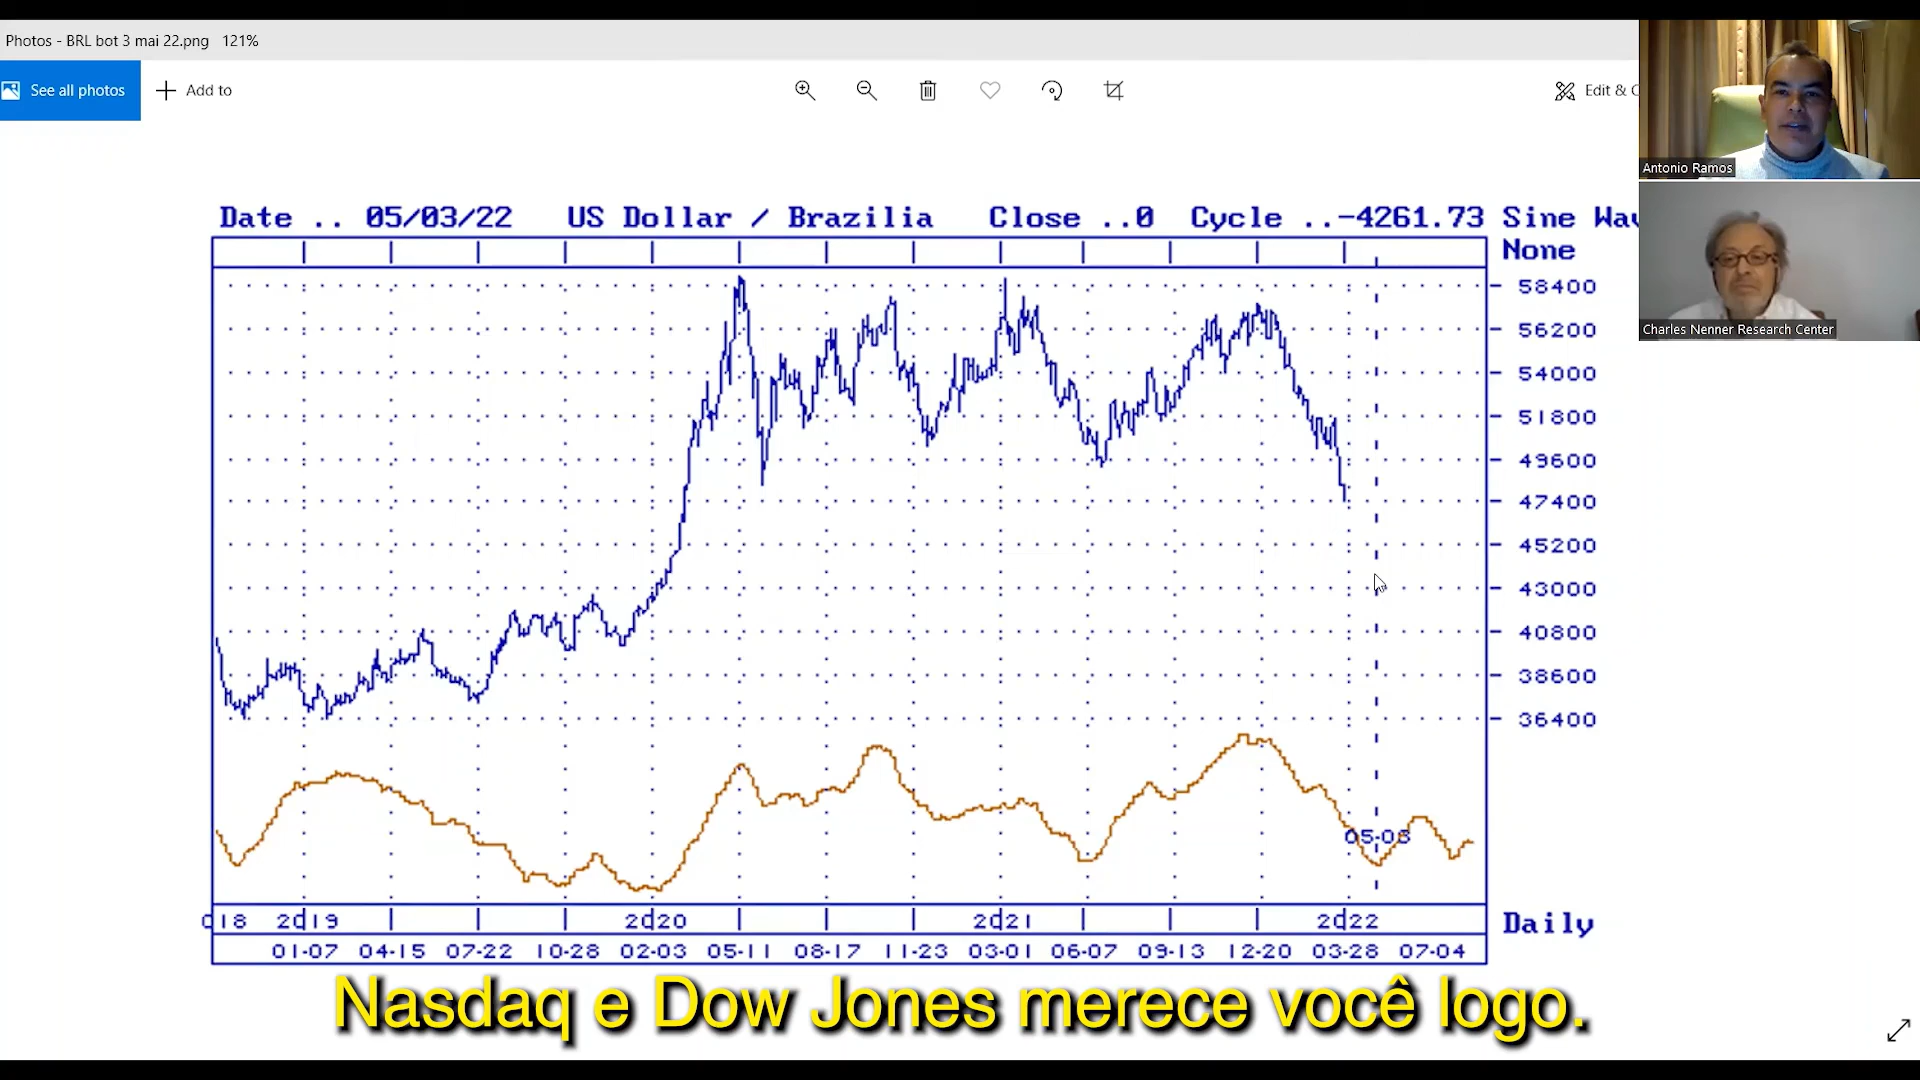 Photos - BRL bot 3 mai 22.png 121%
See all photos
Add to
Edit & C
Antonio Ramos
Charles Nenner Research Center
Date .. 05/03/22 US Dollar / Brazilia Close ..0 Cycle ..-4261.73 Sine Wav
None
58400
56200
54000
51800
49600
47400
45200
43000
40800
38600
36400
05-03
018 2019 2020 2021 2022
Daily
01-07 04-15 07-22 10-28 02-03 05-11 08-17 11-23 03-01 06-07 09-13 12-20 03-28 07-04
Nasdaq e Dow Jones merece você logo.